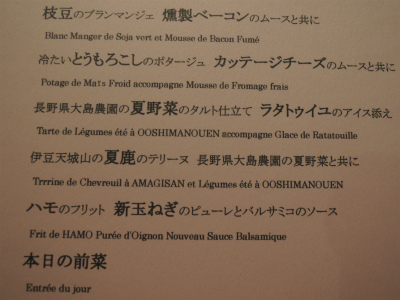 枝豆のブランマンジェ 燻製ベーコンのムースと共に
Blanc Manger de Soja vert et Mousse de Bacon Fumé
冷たいとうもろこしのポタージュ カッテージチーズのムースと共に
Potage de Maïs Froid accompagne Mousse de Fromage frais
長野県大島農園の夏野菜のタルト仕立て ラタトゥイユのアイス添え
Tarte de Légumes été à OOSHIMANOUEN accompagne Glace de Ratatouille
伊豆天城山の夏鹿のテリーヌ 長野県大島農園の夏野菜と共に
Trrrine de Chevreuil à AMAGISAN et Légumes été à OOSHIMANOUEN
ハモのフリット 新玉ねぎのピューレとバルサミコのソース
Frit de HAMO Purée d'Oignon Nouveau Sauce Balsamique
本日の前菜
Entrée du jour